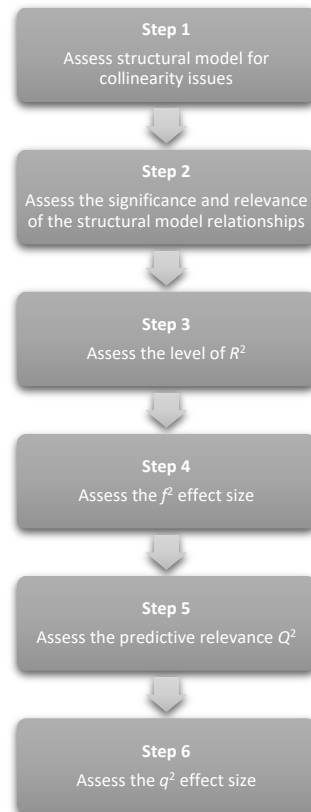 Step 1
Assess structural model for
collinearity issues
Step 2
Assess the significance and relevance
of the structural model relationships
Step 3
Assess the level of R²
Step 4
Assess the f² effect size
Step 5
Assess the predictive relevance Q²
Step 6
Assess the q² effect size